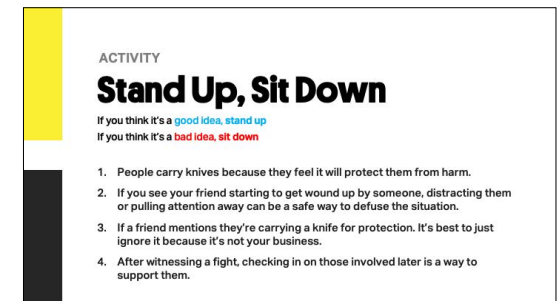 ACTIVITY
Stand Up, Sit Down
If you think it's a good idea, stand up
If you think it's a bad idea, sit down
1. People carry knives because they feel it will protect them from harm.
2. If you see your friend starting to get wound up by someone, distracting them
or pulling attention away can be a safe way to defuse the situation.
3. If a friend mentions they're carrying a knife for protection. It's best to just
ignore it because it's not your business.
4. After witnessing a fight, checking in on those involved later is a way to
support them.